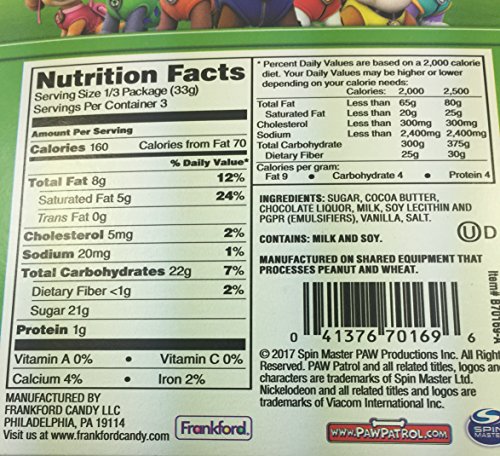 Nutrition Facts
Serving Size 1/3 Package (33g)
Servings Per Container 3
Amount Per Serving
Calories 160 Calories from Fat 70
% Daily Value*
Total Fat 8g 12%
Saturated Fat 5g 24%
Trans Fat 0g
Cholesterol 5mg 2%
Sodium 20mg 1%
Total Carbohydrates 22g 7%
Dietary Fiber <1g 2%
Sugar 21g
Protein 1g
Vitamin A 0% • Vitamin C 0%
Calcium 4% • Iron 2%
MANUFACTURED BY
FRANKFORD CANDY LLC
PHILADELPHIA, PA 19114
Visit us at www.frankfordcandy.com
Frankford.
* Percent Daily Values are based on a 2,000 calorie
diet. Your Daily Values may be higher or lower
depending on your calorie needs:
Calories: 2,000 2,500
Total Fat Less than 65g 80g
Saturated Fat Less than 20g 25g
Cholesterol Less than 300mg 300mg
Sodium Less than 2,400mg 2,400mg
Total Carbohydrate 300g 375g
Dietary Fiber 25g 30g
Calories per gram:
Fat 9 • Carbohydrate 4 • Protein 4
INGREDIENTS: SUGAR, COCOA BUTTER,
CHOCOLATE LIQUOR, MILK, SOY LECITHIN AND
PGPR (EMULSIFIERS), VANILLA, SALT.
CONTAINS: MILK AND SOY.
U D
MANUFACTURED ON SHARED EQUIPMENT THAT
PROCESSES PEANUT AND WHEAT.
0 41376 70169 6
Item# B70169-A
© 2017 Spin Master PAW Productions Inc. All Right
Reserved. PAW Patrol and all related titles, logos and
characters are trademarks of Spin Master Ltd.
Nickelodeon and all related titles and logos are
trademarks of Viacom International Inc.
WWW.PAWPATROL.COM
SPIN
MASTER